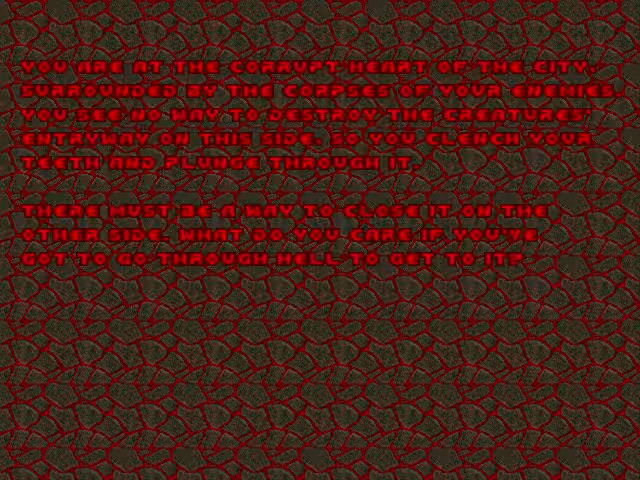 YOU ARE AT THE CORRUPT HEART OF THE CITY,
SURROUNDED BY THE CORPSES OF YOUR ENEMIES.
YOU SEE NO WAY TO DESTROY THE CREATURES'
ENTRYWAY ON THIS SIDE, SO YOU CLENCH YOUR
TEETH AND PLUNGE THROUGH IT.
THERE MUST BE A WAY TO CLOSE IT ON THE
OTHER SIDE. WHAT DO YOU CARE IF YOU'VE
GOT TO GO THROUGH HELL TO GET TO IT?